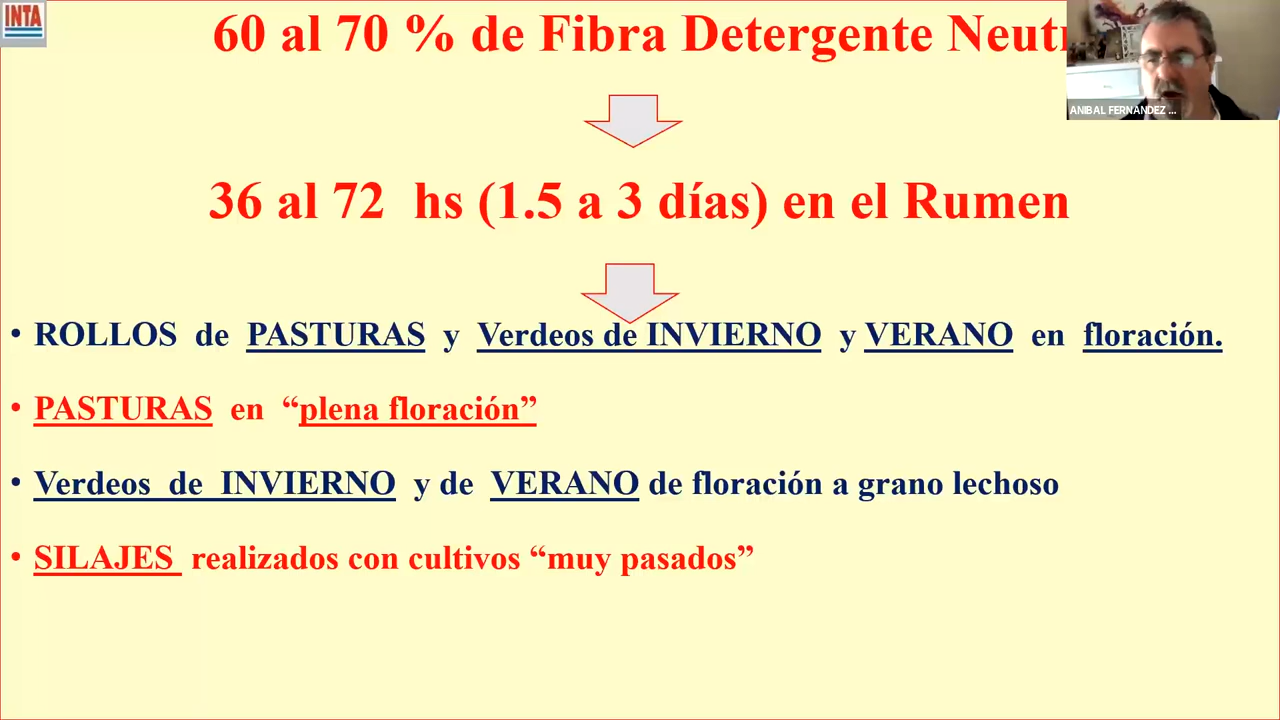 INTA
60 al 70 % de Fibra Detergente
ANIBAL FERNANDEZ ...
36 al 72 hs (1.5 a 3 días) en el Rumen
• ROLLOS de PASTURAS y Verdeos de INVIERNO y VERANO en floración.
• PASTURAS en “plena floración”
• Verdeos de INVIERNO y de VERANO de floración a grano lechoso
• SILAJES realizados con cultivos “muy pasados”